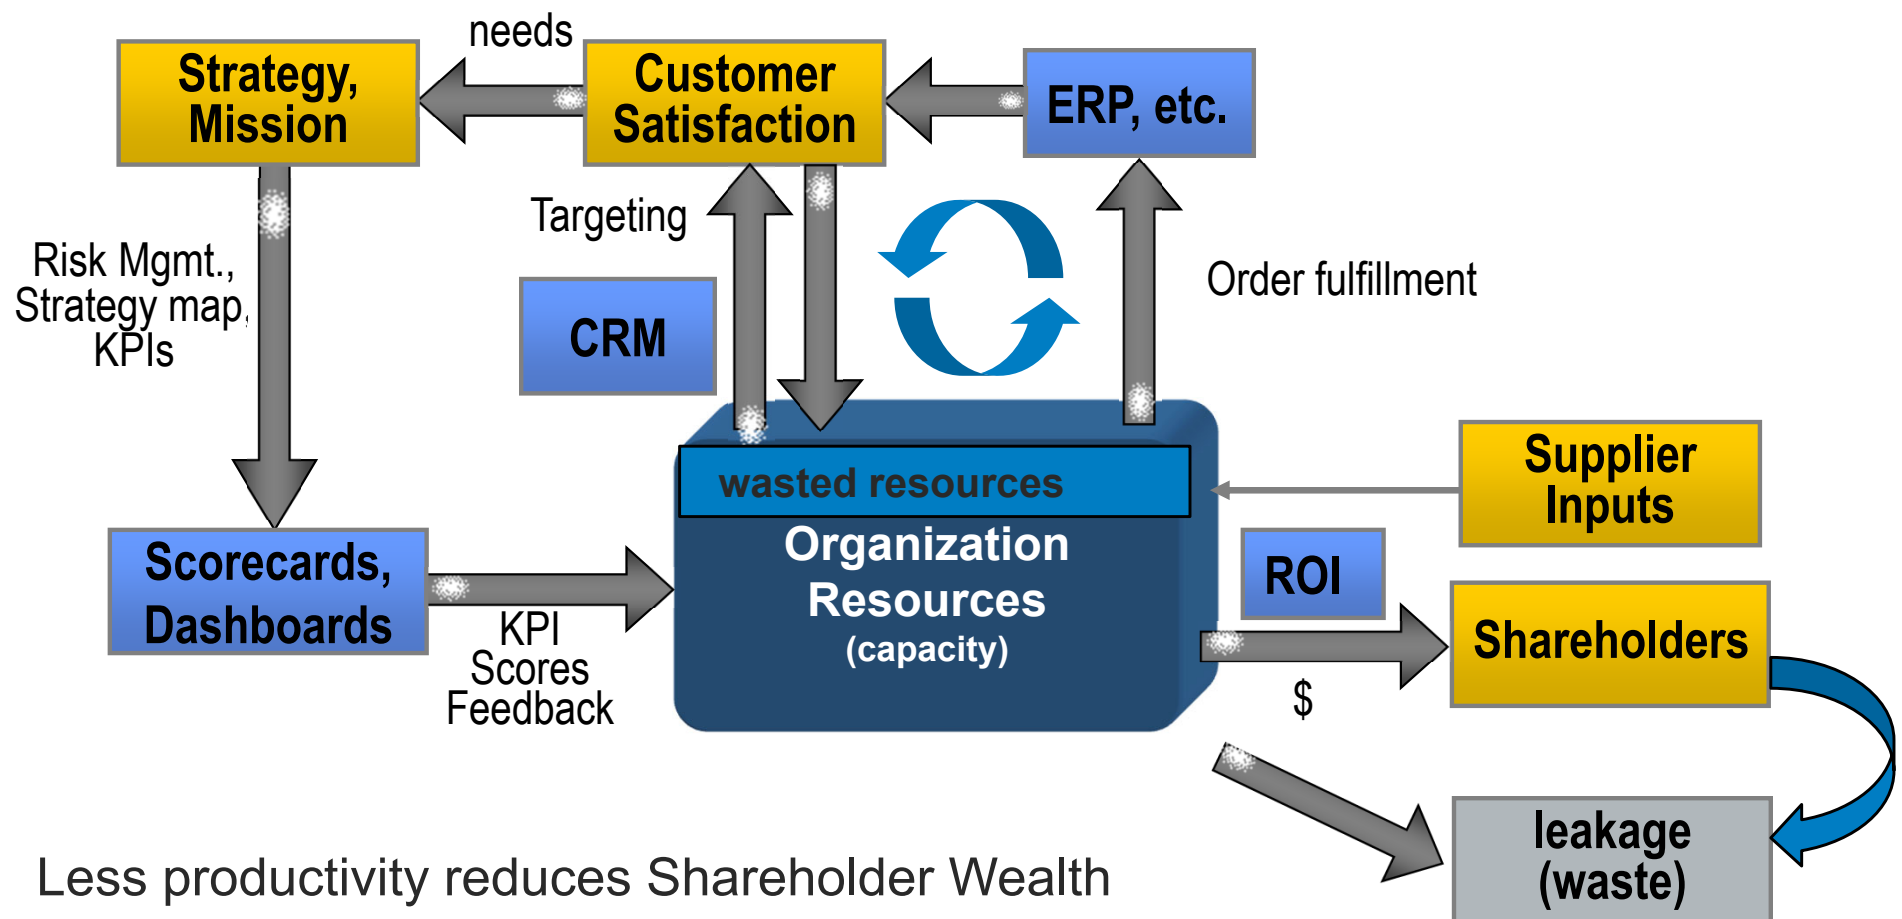 needs
Strategy,
Mission
Customer
Satisfaction
ERP, etc.
Targeting
Risk Mgmt.,
Strategy map,
KPIs
CRM
Order fulfillment
wasted resources
Organization
Resources
(capacity)
Supplier
Inputs
Scorecards,
Dashboards
KPI
Scores
Feedback
ROI
Shareholders
$
leakage
(waste)
Less productivity reduces Shareholder Wealth